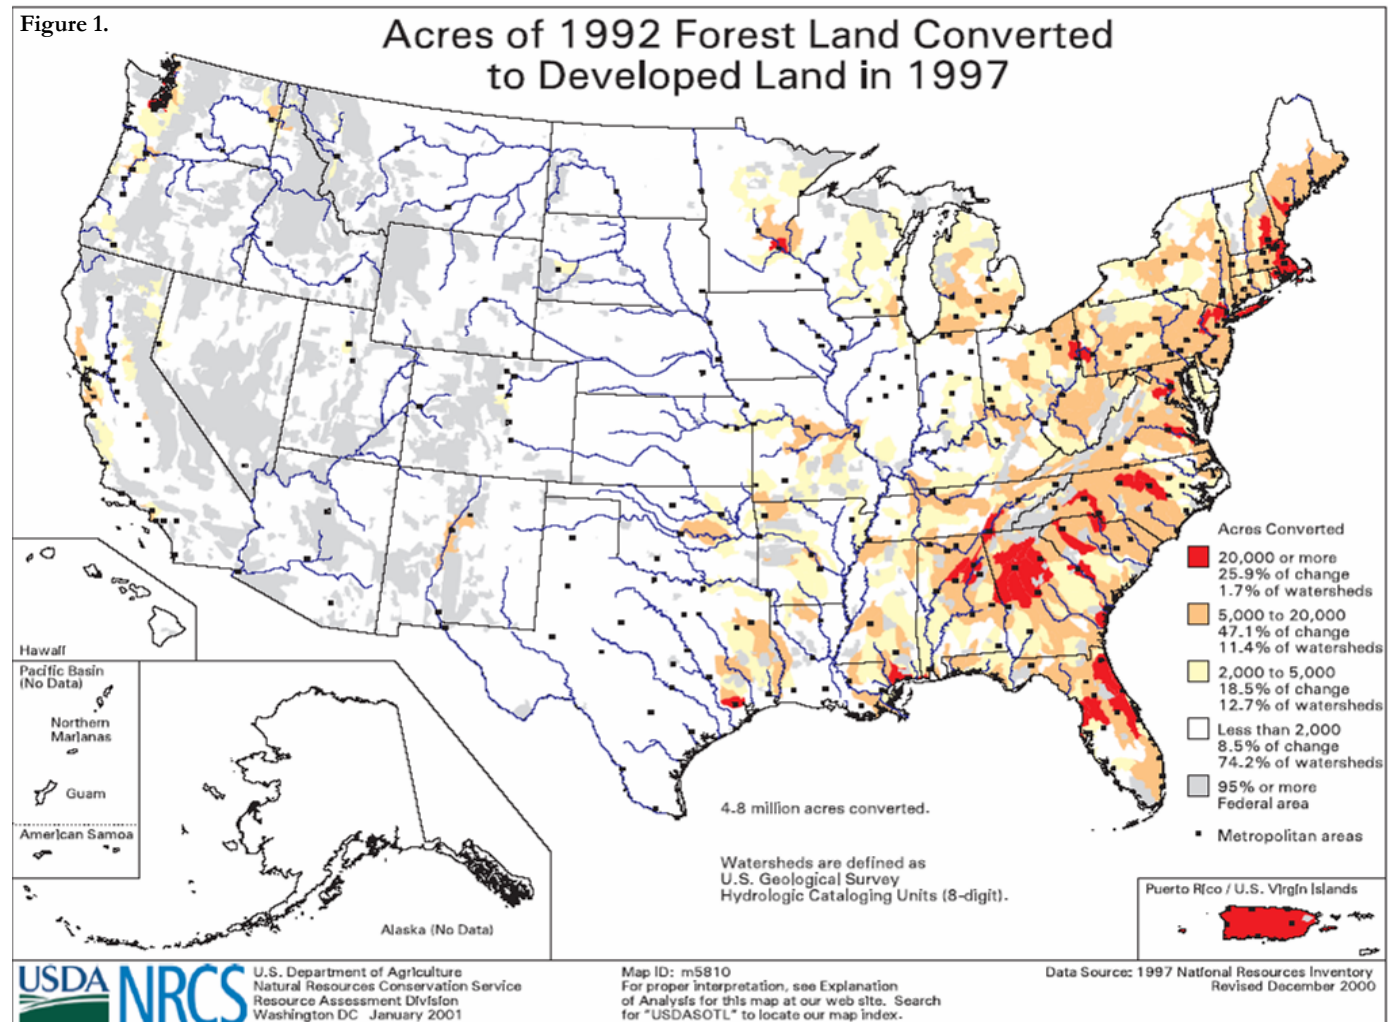 Figure 1.
Acres of 1992 Forest Land Converted
to Developed Land in 1997
Acres Converted
20,000 or more
25.9% of change
1.7% of watersheds
5,000 to 20,000
47.1% of change
11.4% of watersheds
2,000 to 5,000
18.5% of change
12.7% of watersheds
Less than 2,000
8.5% of change
74.2% of watersheds
95% or more
Federal area
Metropolitan areas
Hawaii
Pacific Basin
(No Data)
Northern
Marianas
Guam
American Samoa
Alaska (No Data)
4.8 million acres converted.
Watersheds are defined as
U.S. Geological Survey
Hydrologic Cataloging Units (8-digit).
Puerto Rico / U.S. Virgin Islands
USDA
NRCS
U.S. Department of Agriculture
Natural Resources Conservation Service
Resource Assessment Division
Washington DC January 2001
Map ID: m5810
For proper interpretation, see Explanation
of Analysis for this map at our web site. Search
for "USDASOTL" to locate our map index.
Data Source: 1997 National Resources Inventory
Revised December 2000